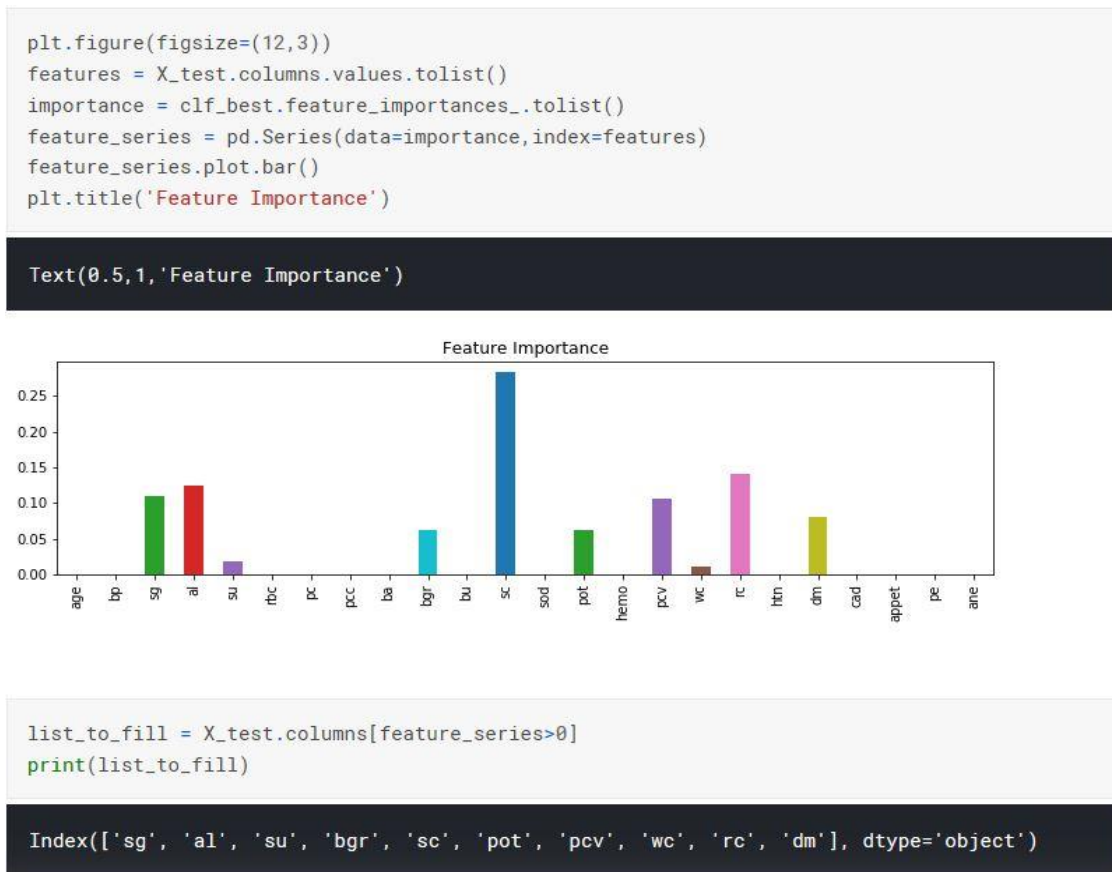 plt.figure(figsize=(12,3))
features = X_test.columns.values.tolist()
importance = clf_best.feature_importances_.tolist()
feature_series = pd.Series(data=importance,index=features)
feature_series.plot.bar()
plt.title('Feature Importance')
Text(0.5,1,'Feature Importance')
Feature Importance
0.25
0.20
0.15
0.10
0.05
0.00
age bp sg al su rbc pc pcc ba bgr bu sc sod pot hemo pcv wc rc htn dm cad appet pe ane
list_to_fill = X_test.columns[feature_series>0]
print(list_to_fill)
Index(['sg', 'al', 'su', 'bgr', 'sc', 'pot', 'pcv', 'wc', 'rc', 'dm'], dtype='object')